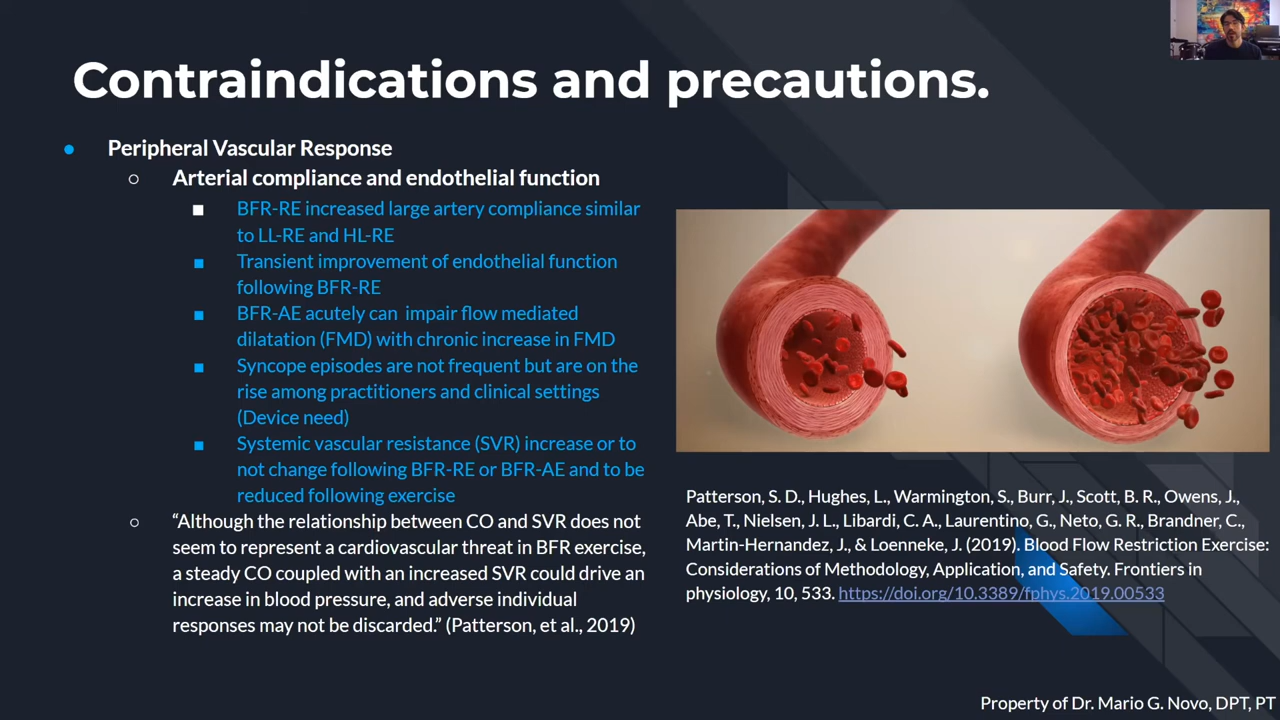 Contraindications and precautions.
Peripheral Vascular Response
Arterial compliance and endothelial function
BFR-RE increased large artery compliance similar
to LL-RE and HL-RE
Transient improvement of endothelial function
following BFR-RE
BFR-AE acutely can impair flow mediated
dilatation (FMD) with chronic increase in FMD
Syncope episodes are not frequent but are on the
rise among practitioners and clinical settings
(Device need)
Systemic vascular resistance (SVR) increase or to
not change following BFR-RE or BFR-AE and to be
reduced following exercise
“Although the relationship between CO and SVR does not
seem to represent a cardiovascular threat in BFR exercise,
a steady CO coupled with an increased SVR could drive an
increase in blood pressure, and adverse individual
responses may not be discarded.” (Patterson, et al., 2019)
Patterson, S. D., Hughes, L., Warmington, S., Burr, J., Scott, B. R., Owens, J.,
Abe, T., Nielsen, J. L., Libardi, C. A., Laurentino, G., Neto, G. R., Brandner, C.,
Martin-Hernandez, J., & Loenneke, J. (2019). Blood Flow Restriction Exercise:
Considerations of Methodology, Application, and Safety. Frontiers in
physiology, 10, 533. https://doi.org/10.3389/fphys.2019.00533
Property of Dr. Mario G. Novo, DPT, PT